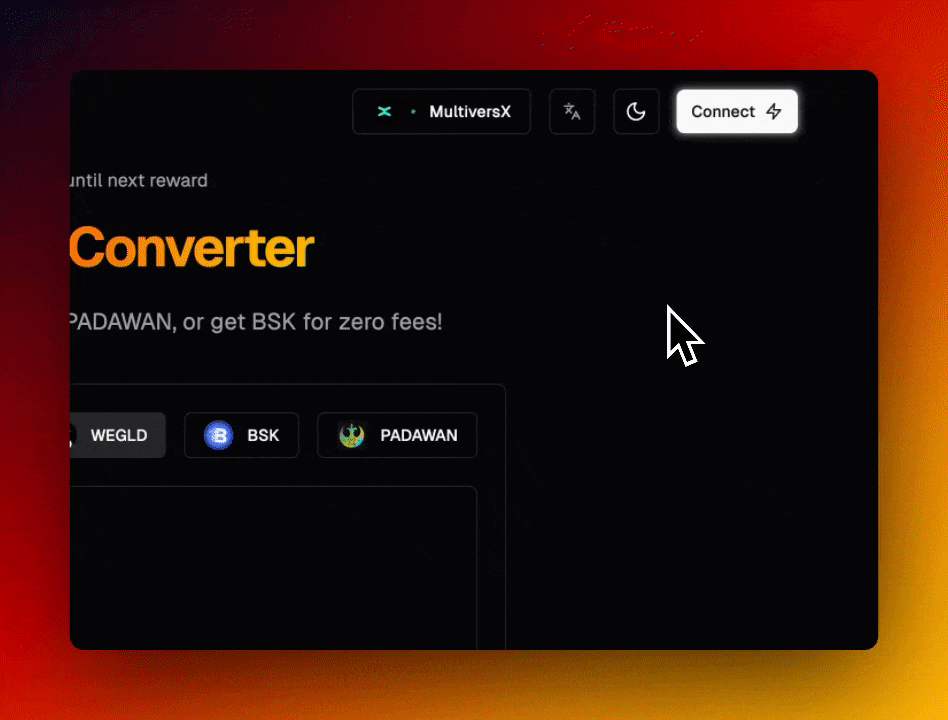 MultiversX
Connect
until next reward
Converter
PADAWAN, or get BSK for zero fees!
WEGLD
BSK
PADAWAN